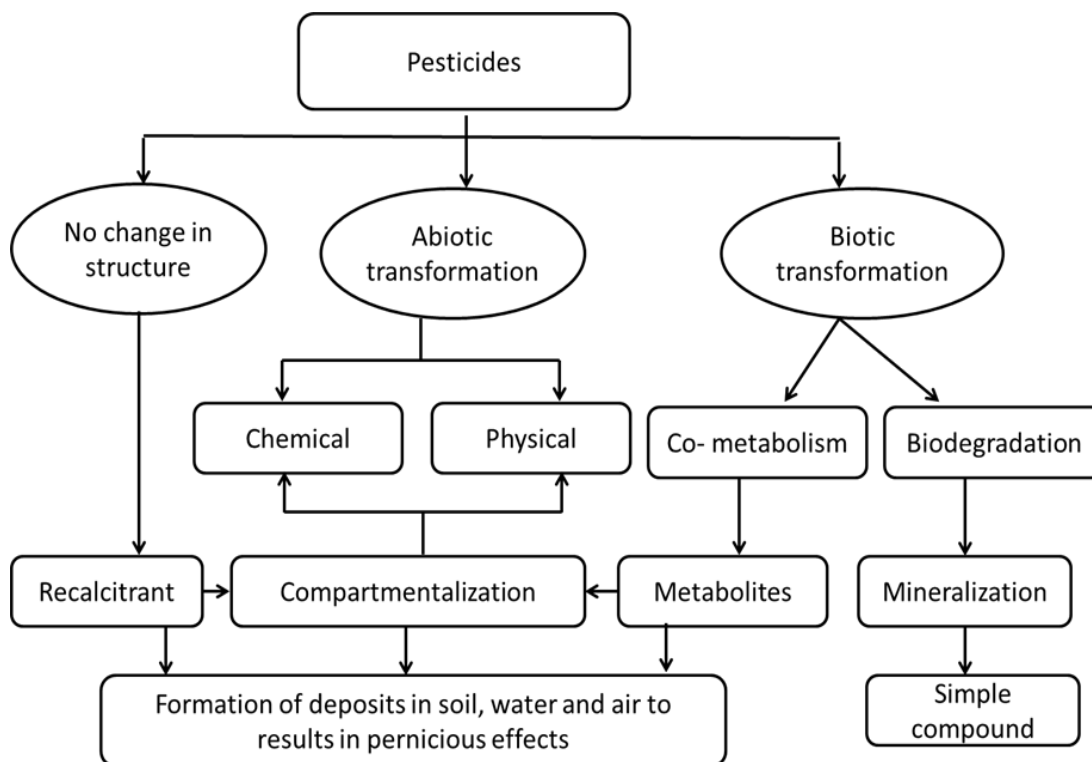 Pesticides
No change in
structure
Abiotic
transformation
Biotic
transformation
Chemical
Physical
Co- metabolism
Biodegradation
Recalcitrant
Compartmentalization
Metabolites
Mineralization
Formation of deposits in soil, water and air to
results in pernicious effects
Simple
compound